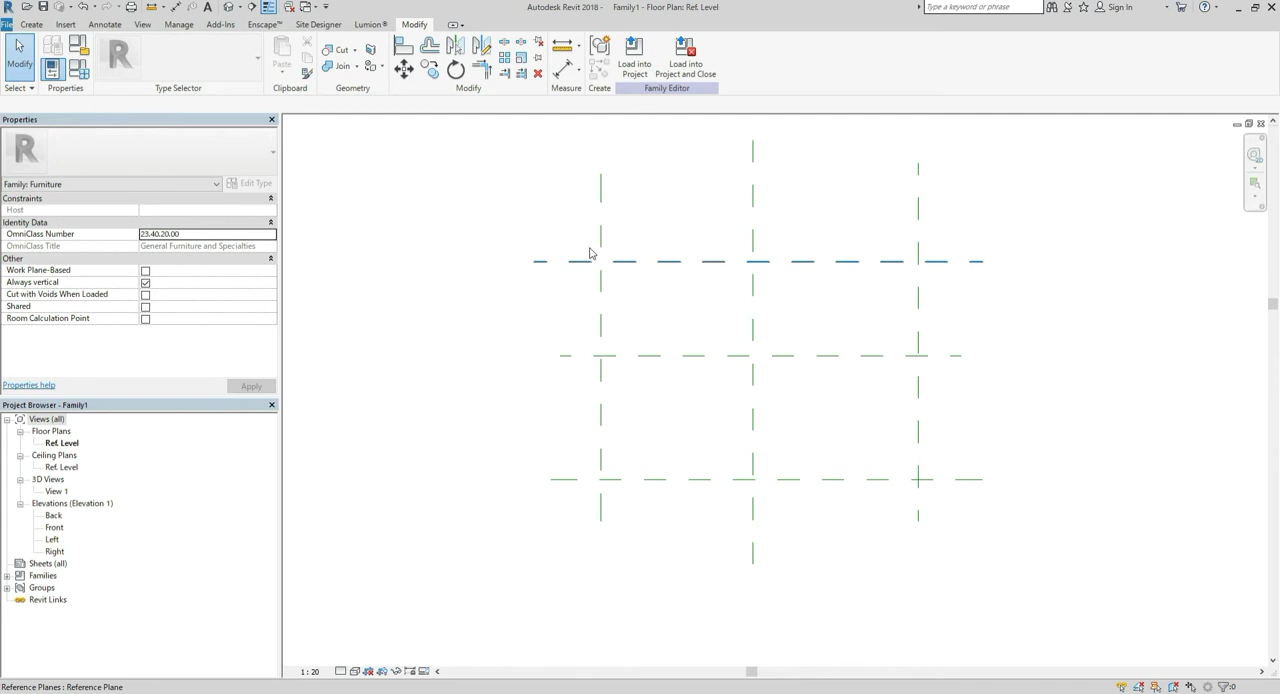 Autodesk Revit 2018 - Family1 - Floor Plan: Ref. Level
Type a keyword or phrase
Sign In
File Create Insert Annotate View Manage Add-Ins Enscape™ Site Designer Lumion® Modify
Modify
Paste
Cut
Join
Load into
Project
Load into
Project and Close
Select Properties Type Selector Clipboard Geometry Modify Measure Create Family Editor
Properties
Family: Furniture
Edit Type
Constraints
Host
Identity Data
OmniClass Number 23.40.20.00
OmniClass Title General Furniture and Specialties
Other
Work Plane-Based
Always vertical
Cut with Voids When Loaded
Shared
Room Calculation Point
Properties help
Apply
Project Browser - Family1
Views (all)
Floor Plans
Ref. Level
Ceiling Plans
Ref. Level
3D Views
View 1
Elevations (Elevation 1)
Back
Front
Left
Right
Sheets (all)
Families
Groups
Revit Links
1 : 20
Reference Planes : Reference Plane
:0